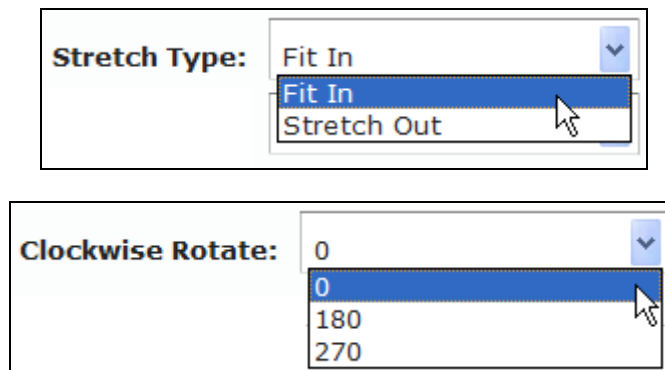 Stretch Type: Fit In
Fit In
Stretch Out
Clockwise Rotate: 0
0
180
270